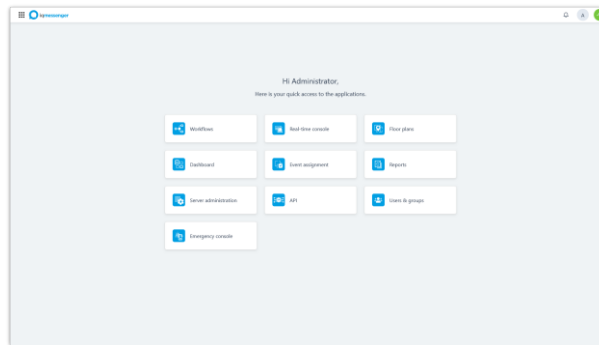 iqmessenger
a
Hi Administrator,
Here is your quick access to the applications.
Workflows
Real-time console
Floor plans
Dashboard
Event assignment
Reports
Server administration
API
Users & groups
Emergency console